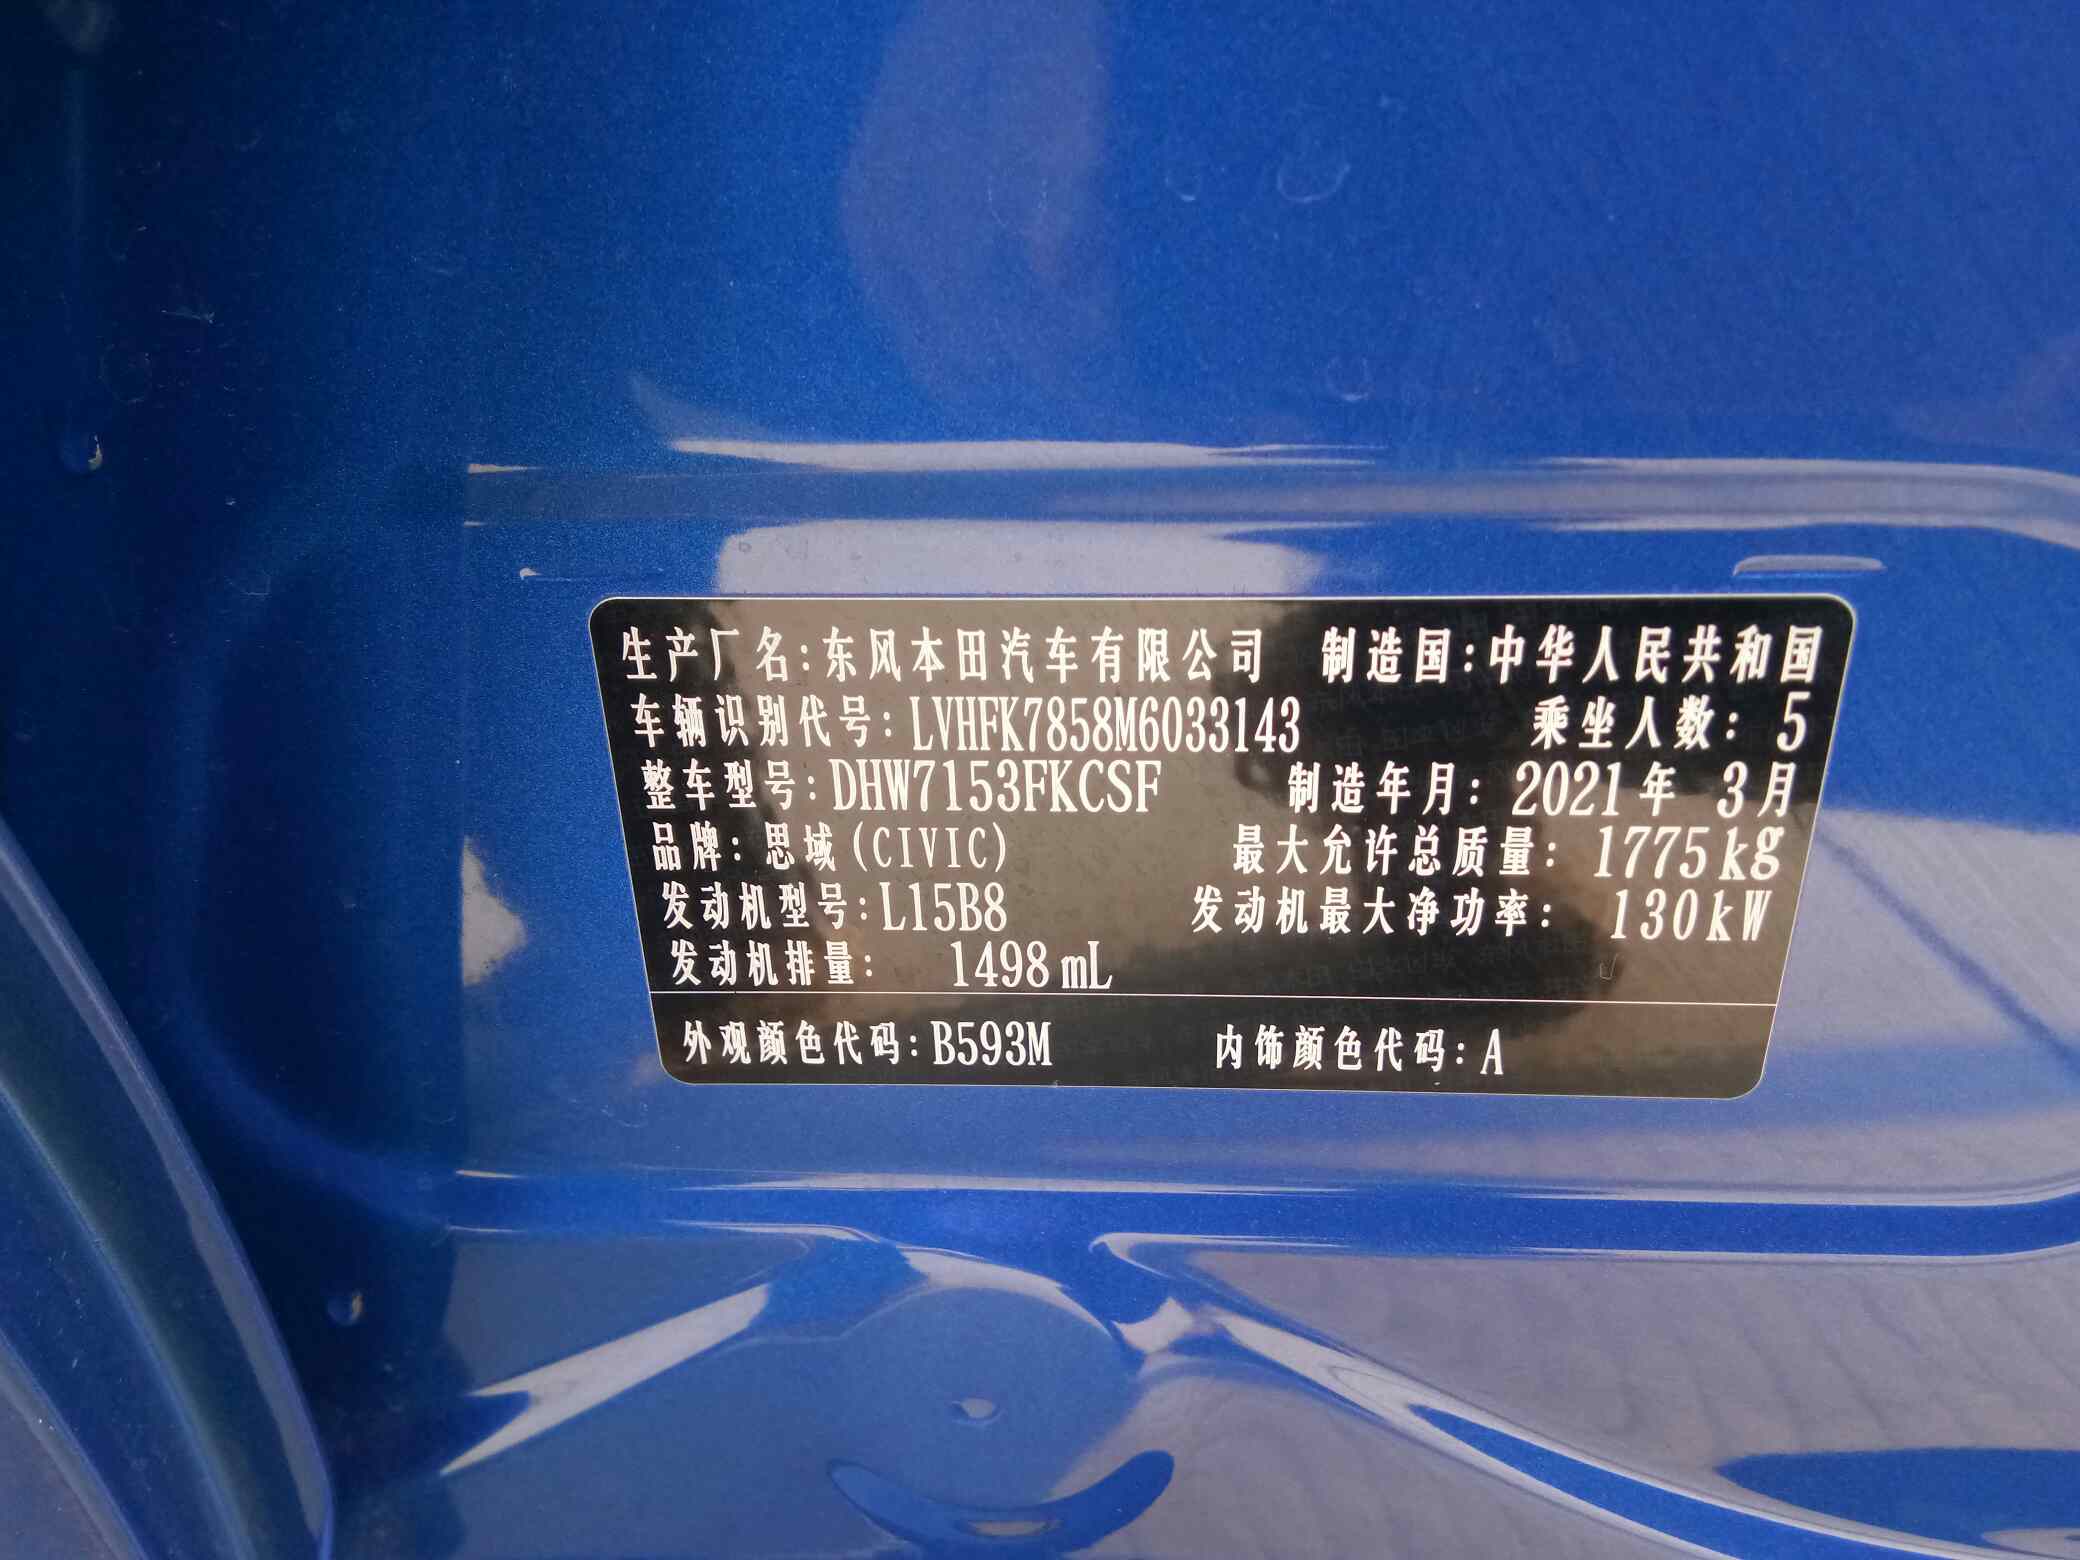 生产厂名:东风本田汽车有限公司 制造国:中华人民共和国
车辆识别代号:LVHFK7858M6033143 乘坐人数:5
整车型号:DHW7153FKCSF 制造年月:2021年 3月
品牌:思域(CIVIC) 最大允许总质量:1775kg
发动机型号:L15B8 发动机最大净功率:130kW
发动机排量: 1498mL
外观颜色代码:B593M 内饰颜色代码:A